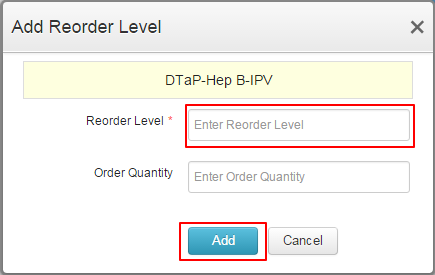 Add Reorder Level
DTaP-Hep B-IPV
Reorder Level *
Enter Reorder Level
Order Quantity
Enter Order Quantity
Add
Cancel